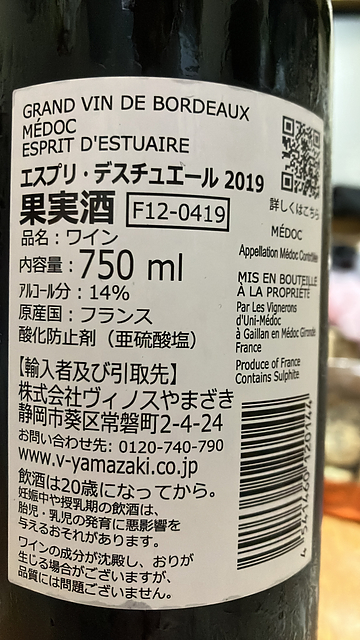 GRAND VIN DE BORDEAUX
MÉDOC
ESPRIT D'ESTUAIRE
エスプリ・デスチュエール 2019
果実酒 F12-0419
品名：ワイン
内容量：750 ml
アルコール分：14%
原産国：フランス
酸化防止剤（亜硫酸塩）
【輸入者及び引取先】
株式会社ヴィノスやまざき
静岡市葵区常磐町2-4-24
お問い合わせ先: 0120-740-790
www.v-yamazaki.co.jp
飲酒は20歳になってから。
妊娠中や授乳期の飲酒は、
胎児・乳児の発育に悪影響を
与えるおそれがあります。
ワインの成分が沈殿し、おりが
生じる場合がございますが、
品質には問題ございません。
詳しくはこちら
MÉDOC
Appellation Médoc Contrôlée
MIS EN BOUTEILLE
À LA PROPRIÉTÉ
Par Les Vignerons
d'Uni-Médoc
à Gaillan en Médoc Gironde
France
Produce of France
Contains Sulphite